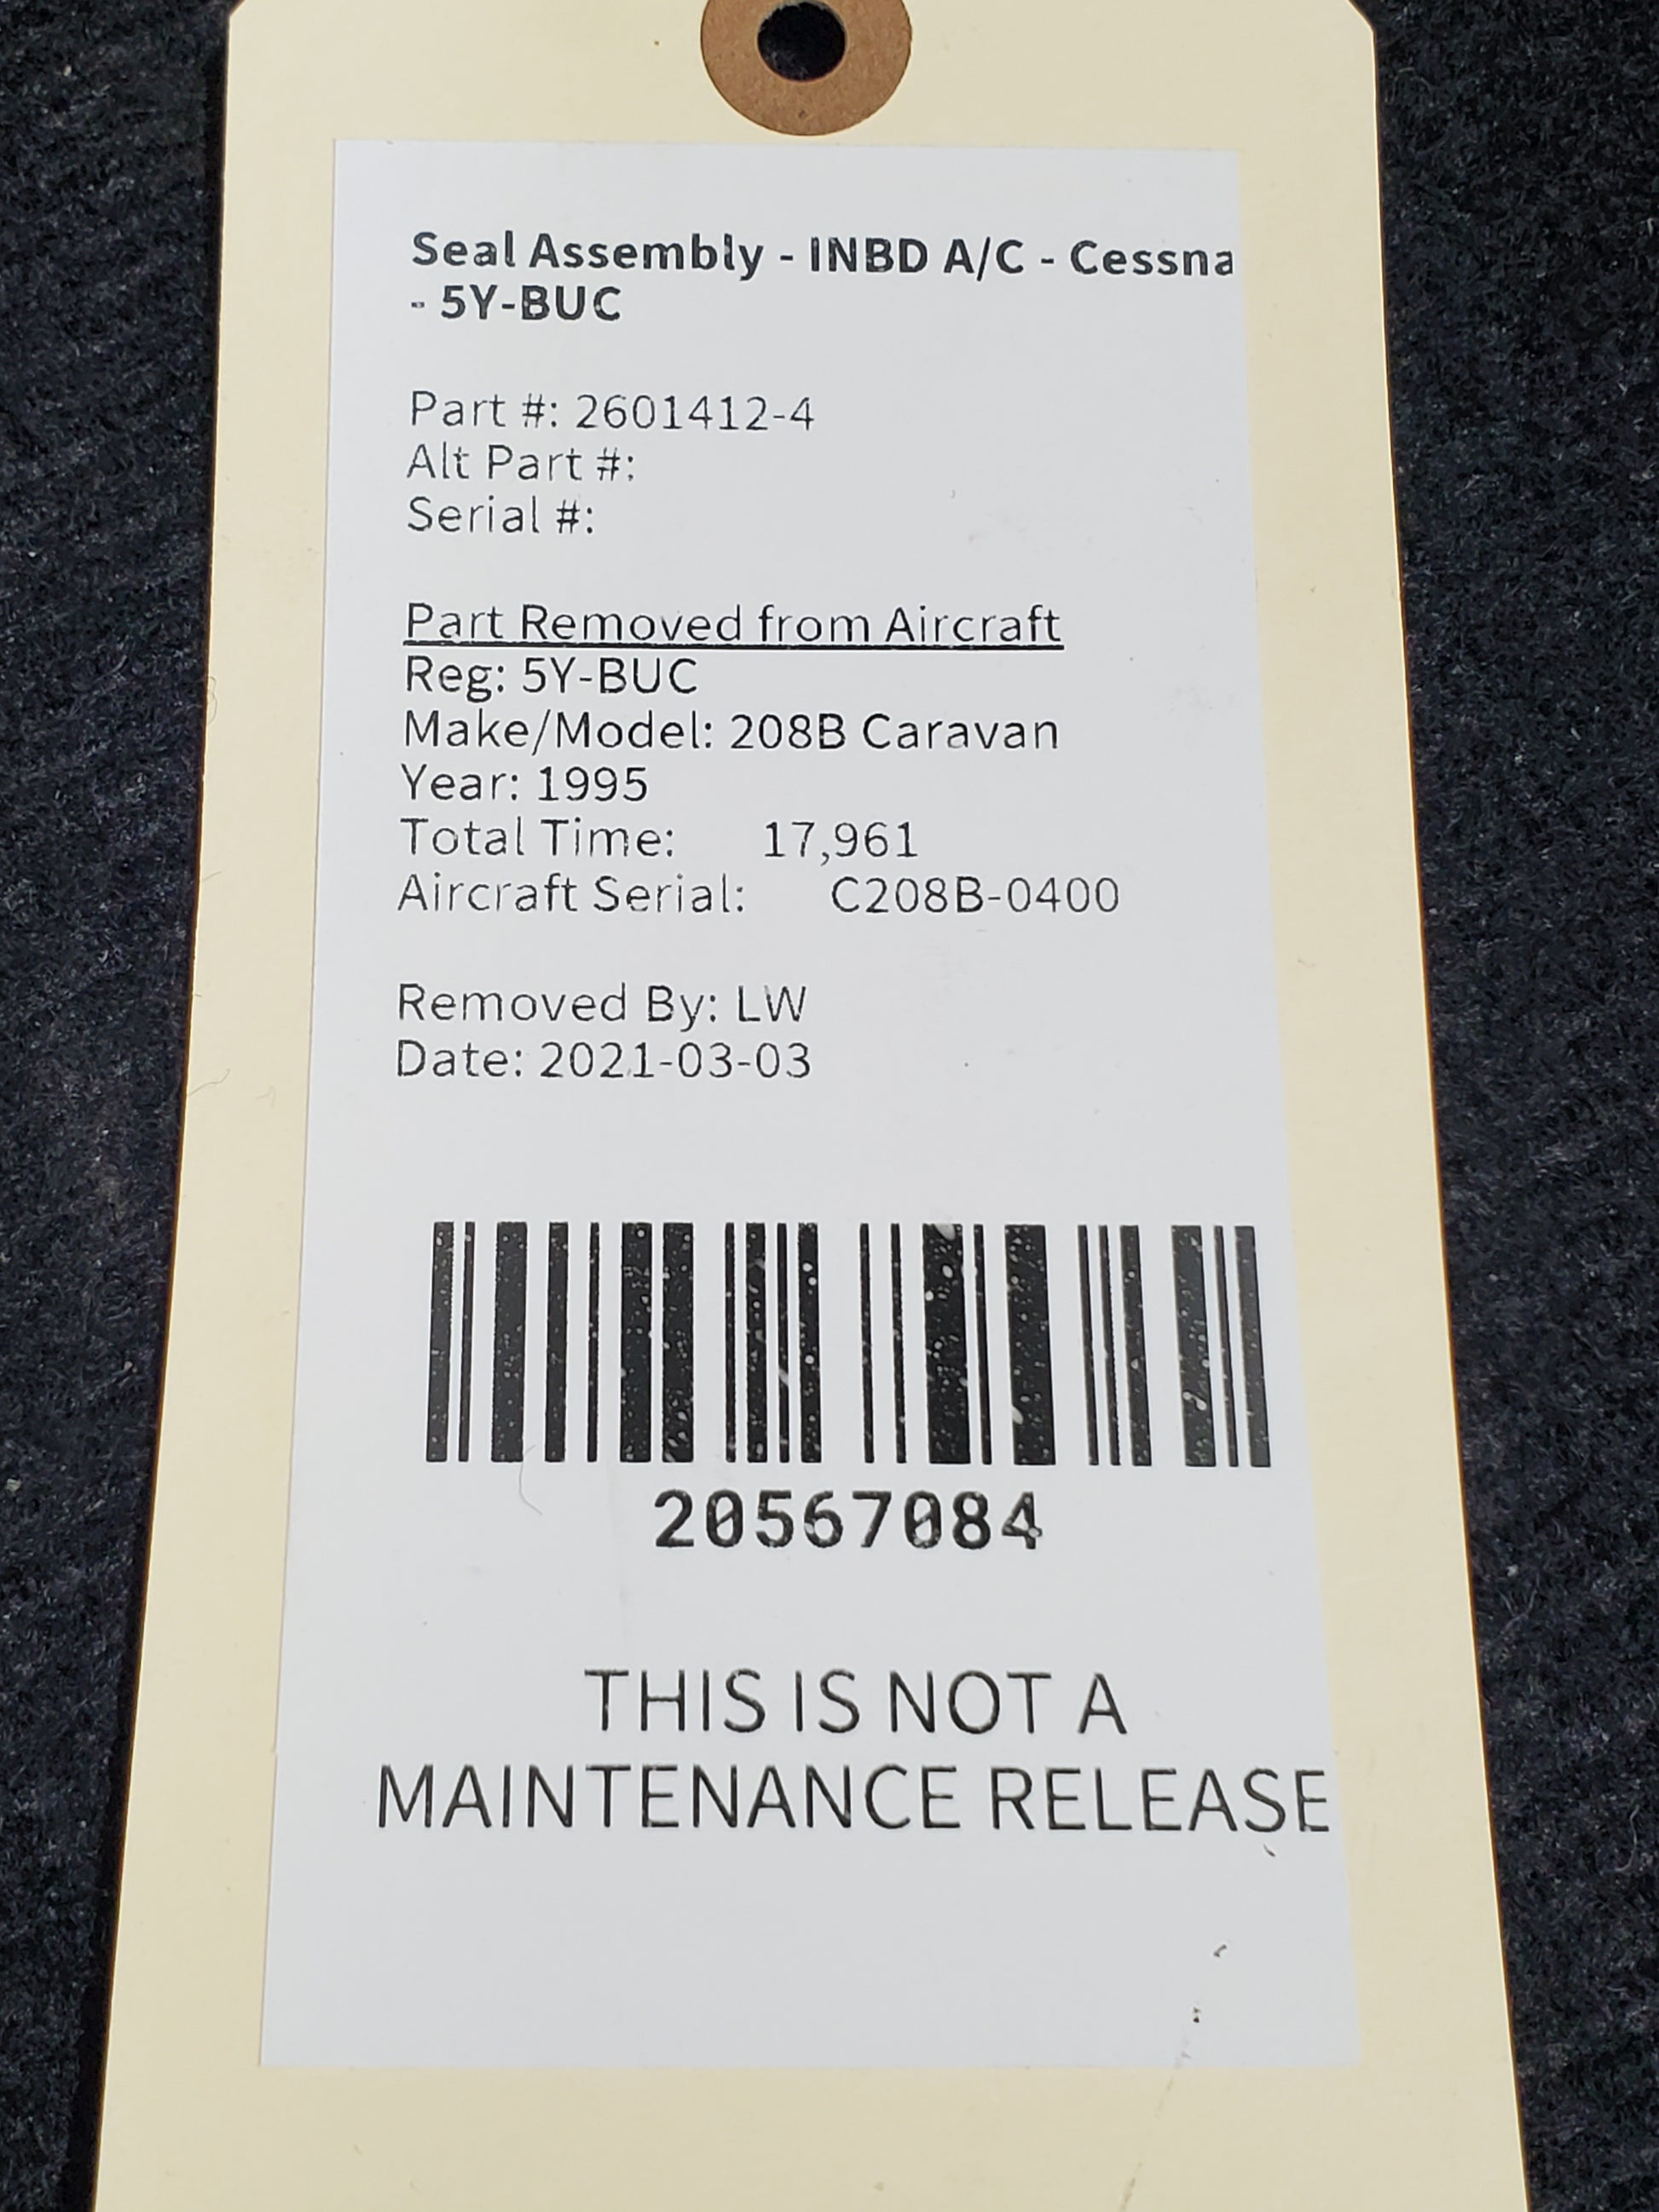 Seal Assembly - INBD A/C - Cessna
- 5Y-BUC
Part #: 2601412-4
Alt Part #:
Serial #:
Part Removed from Aircraft
Reg: 5Y-BUC
Make/Model: 208B Caravan
Year: 1995
Total Time: 17,961
Aircraft Serial: C208B-0400
Removed By: LW
Date: 2021-03-03
20567084
THIS IS NOT A
MAINTENANCE RELEASE